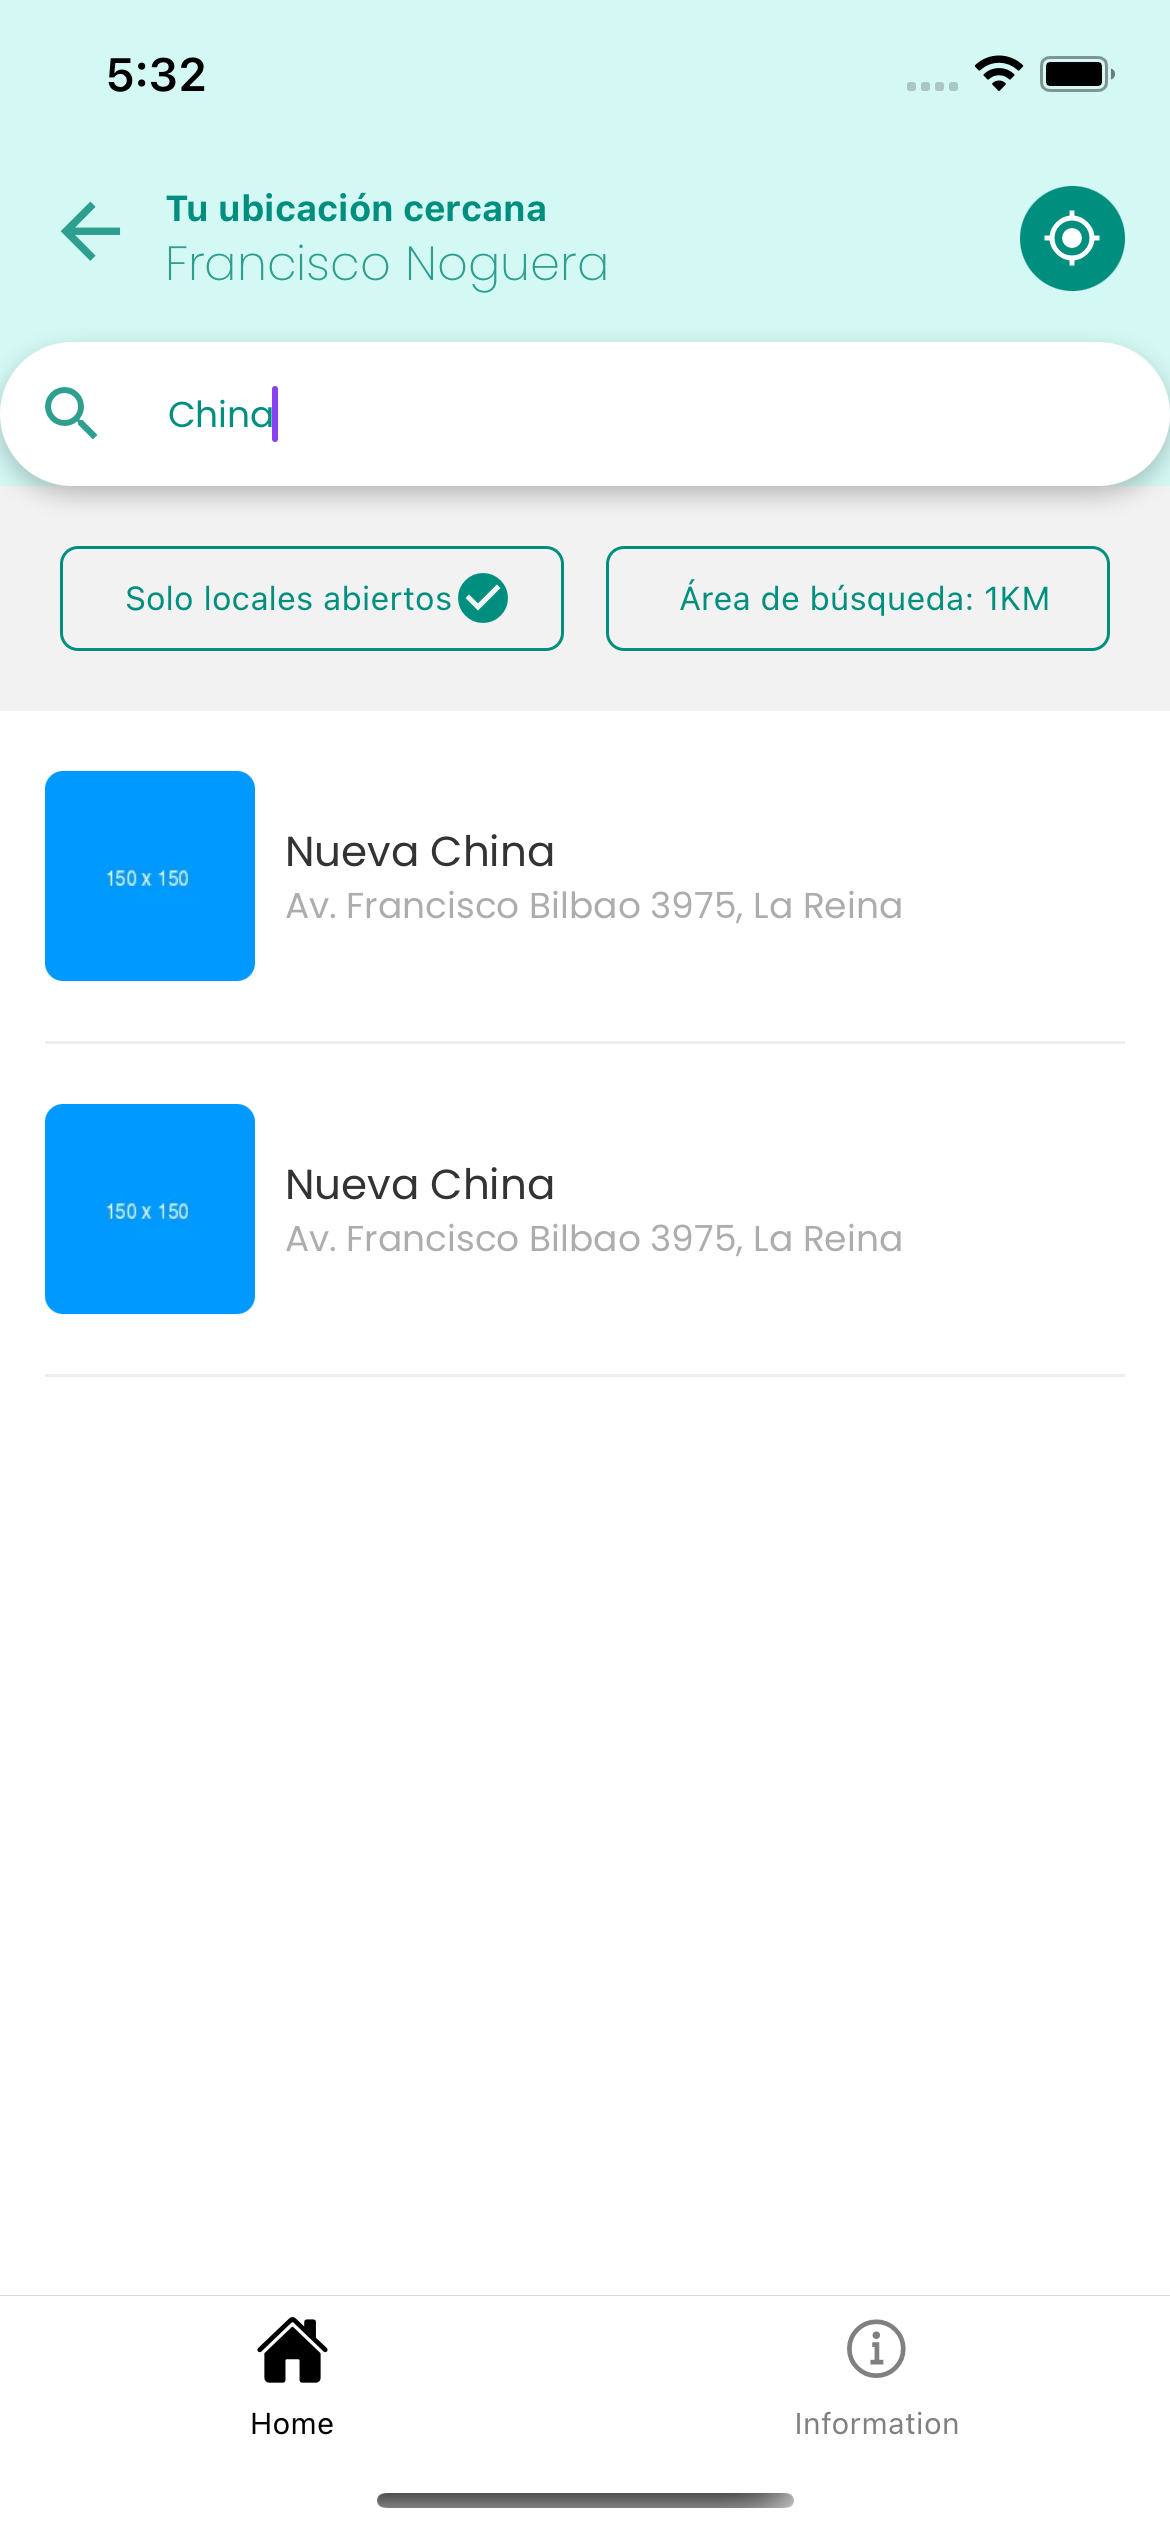 5:32
Tu ubicación cercana
Francisco Noguera
China
Solo locales abiertos
Área de búsqueda: 1KM
150 x 150
Nueva China
Av. Francisco Bilbao 3975, La Reina
150 x 150
Nueva China
Av. Francisco Bilbao 3975, La Reina
Home
Information